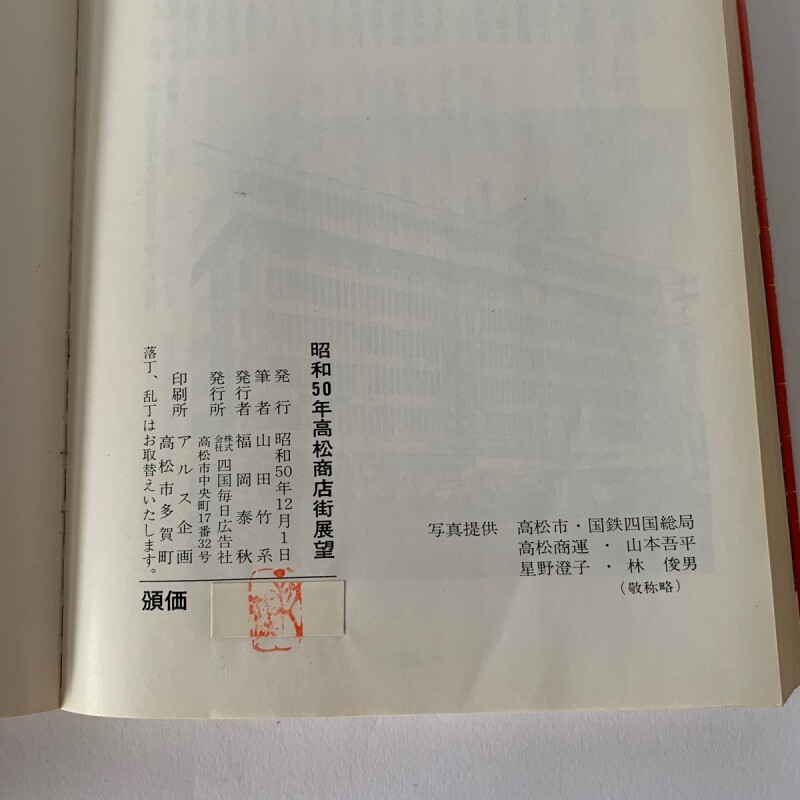 昭和50年高松商店街展望
発行 昭和50年12月1日
筆者 山田竹系
発行者 福岡泰秋
発行所 株式会社 四国毎日広告社
高松市中央町17番32号
印刷所 アルス企画
高松市多賀町
落丁、乱丁はお取替えいたします。
頒価
写真提供 高松市・国鉄四国総局
高松商運・山本吾平
星野澄子・林 俊男
(敬称略)